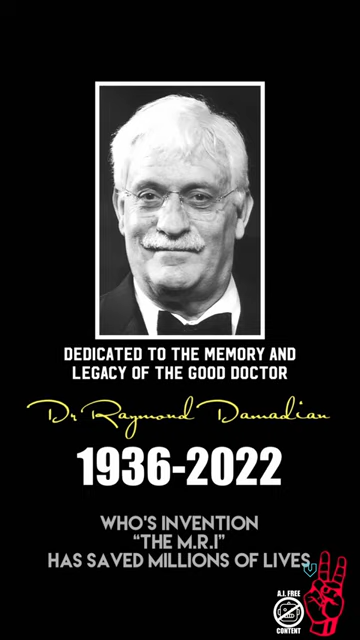 DEDICATED TO THE MEMORY AND
LEGACY OF THE GOOD DOCTOR
Dr Raymond Damadian
1936-2022
WHO'S INVENTION
"THE M.R.I"
HAS SAVED MILLIONS OF LIVES
A.I. FREE
CONTENT